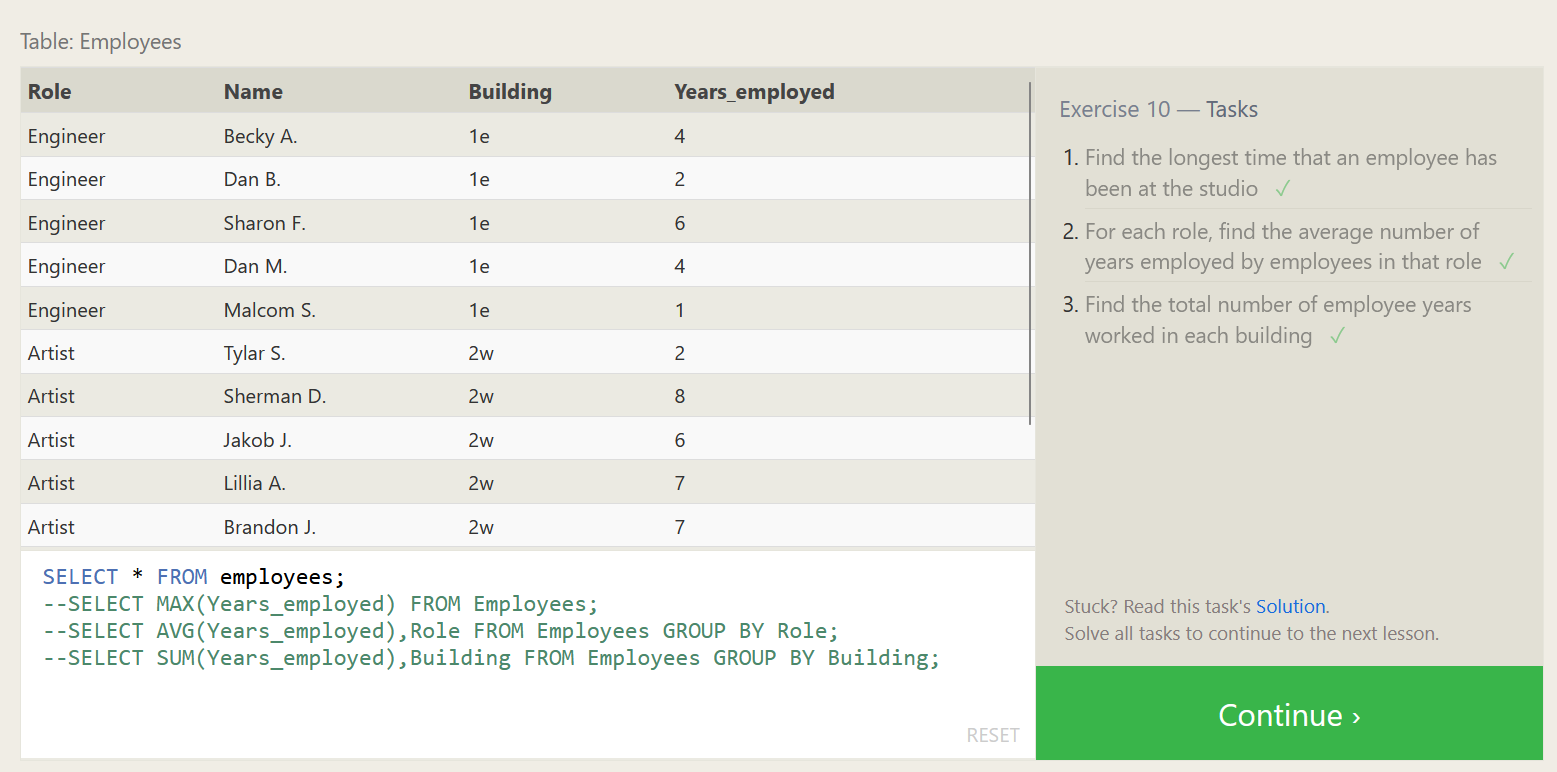 Table: Employees
Role Name Building Years_employed
Engineer Becky A. 1e 4
Engineer Dan B. 1e 2
Engineer Sharon F. 1e 6
Engineer Dan M. 1e 4
Engineer Malcom S. 1e 1
Artist Tylar S. 2w 2
Artist Sherman D. 2w 8
Artist Jakob J. 2w 6
Artist Lillia A. 2w 7
Artist Brandon J. 2w 7
SELECT * FROM employees;
--SELECT MAX(Years_employed) FROM Employees;
--SELECT AVG(Years_employed),Role FROM Employees GROUP BY Role;
--SELECT SUM(Years_employed),Building FROM Employees GROUP BY Building;
RESET
Exercise 10 — Tasks
1. Find the longest time that an employee has
been at the studio ✓
2. For each role, find the average number of
years employed by employees in that role ✓
3. Find the total number of employee years
worked in each building ✓
Stuck? Read this task's Solution.
Solve all tasks to continue to the next lesson.
Continue ›